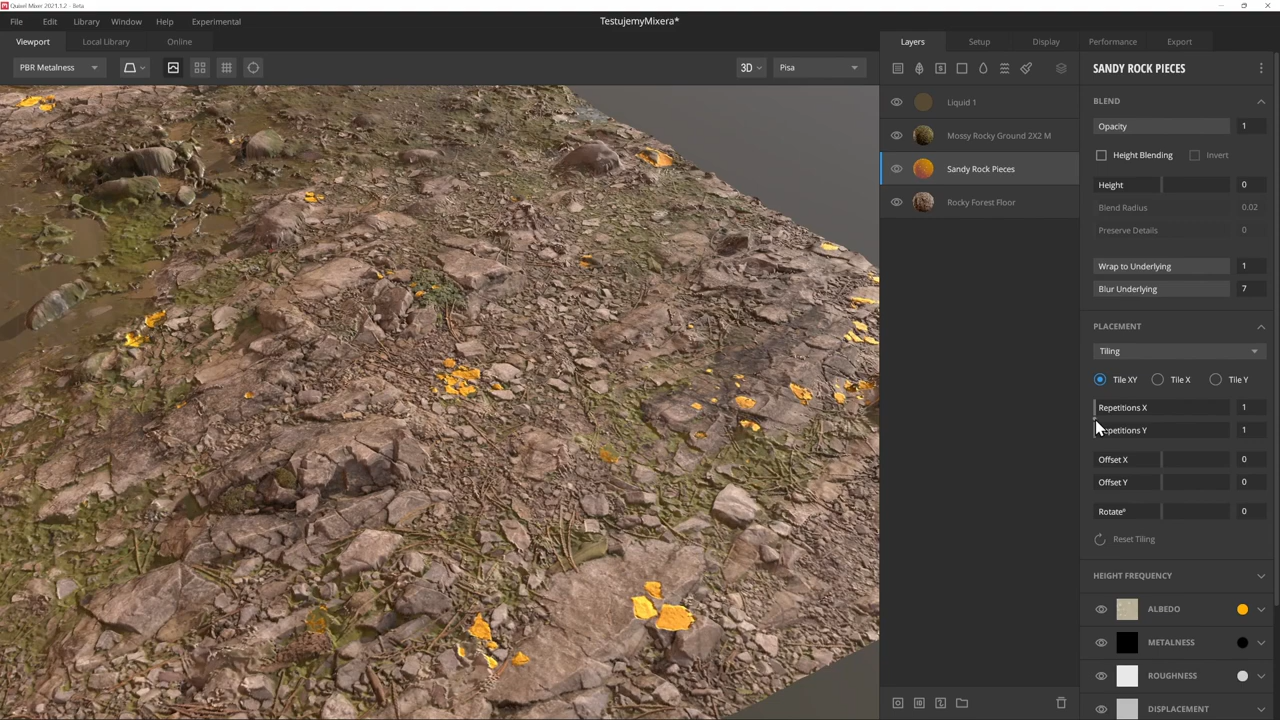 Quixel Mixer 2021.1.2 - Beta
File Edit Library Window Help Experimental
TestujemyMixera*
Viewport Local Library Online
Layers Setup Display Performance Export
PBR Metalness
3D
Pisa
SANDY ROCK PIECES
BLEND
Liquid 1
Opacity 1
Mossy Rocky Ground 2X2 M
Height Blending Invert
Sandy Rock Pieces
Height 0
Rocky Forest Floor
Blend Radius 0.02
Preserve Details 0
Wrap to Underlying 1
Blur Underlying 7
PLACEMENT
Tiling
Tile XY Tile X Tile Y
Repetitions X 1
epetitions Y 1
Offset X 0
Offset Y 0
Rotate° 0
Reset Tiling
HEIGHT FREQUENCY
ALBEDO
METALNESS
ROUGHNESS
DISPLACEMENT